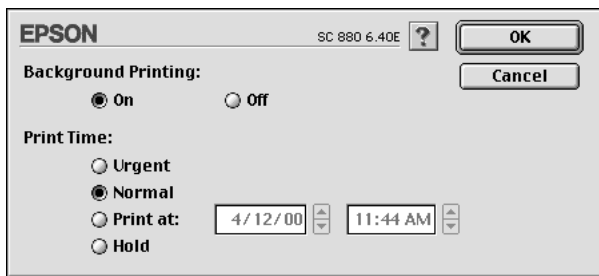 EPSON SC 880 6.40E ? OK
Background Printing: Cancel
On Off
Print Time:
Urgent
Normal
Print at: 4/12/00 11:44 AM
Hold